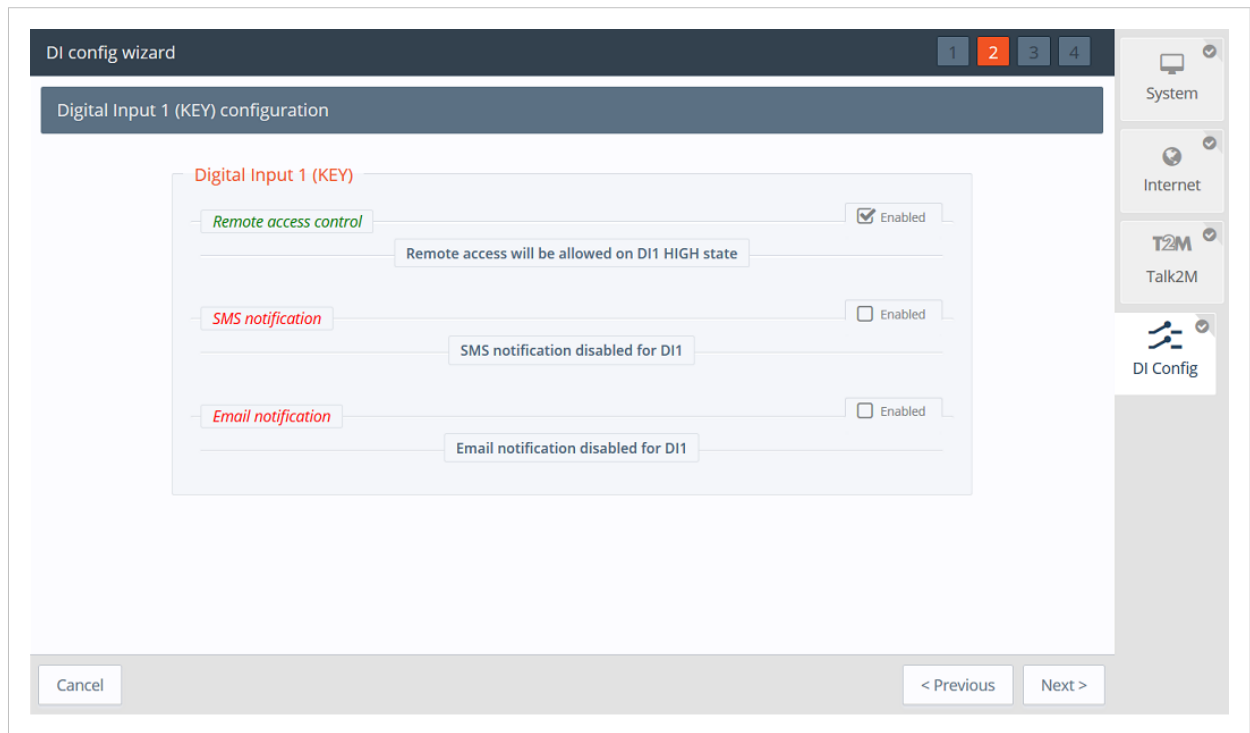 DI config wizard
1 2 3 4
Digital Input 1 (KEY) configuration
Digital Input 1 (KEY)
Remote access control
Enabled
Remote access will be allowed on DI1 HIGH state
SMS notification
Enabled
SMS notification disabled for DI1
Email notification
Enabled
Email notification disabled for DI1
Cancel
< Previous
Next >
System
Internet
T2M
Talk2M
DI Config